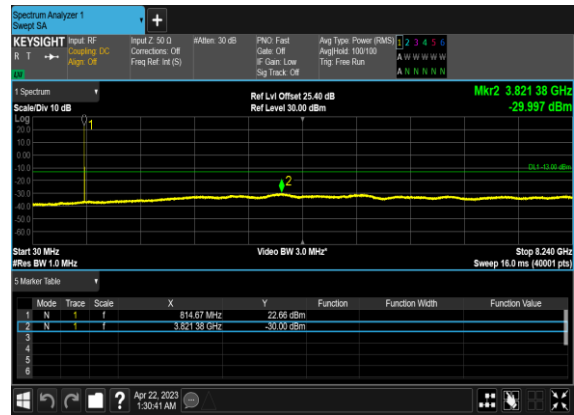 Spectrum Analyzer 1
Swept SA
+
KEYSIGHT Input: RF Input Z: 50 Ω #Atten: 30 dB PNO: Fast Avg Type: Power (RMS) 1 2 3 4 5 6
R T Coupling: DC Corrections: Off Gate: Off Avg|Hold: 100/100 A W W W W W
Align: Off Freq Ref: Int (S) IF Gain: Low Trig: Free Run
Sig Track: Off A N N N N N
1 Spectrum Ref Lvl Offset 25.40 dB Mkr2 3.821 38 GHz
Scale/Div 10 dB Ref Level 30.00 dBm -29.997 dBm
Log
20.0
10.0
0.00
-10.0
-20.0
-30.0
-40.0
-50.0
-60.0
1
2
DL1 -13.00 dBm
Start 30 MHz Video BW 3.0 MHz* Stop 8.240 GHz
#Res BW 1.0 MHz Sweep 16.0 ms (40001 pts)
5 Marker Table
Mode Trace Scale X Y Function Function Width Function Value
1 N 1 f 814.67 MHz 22.66 dBm
2 N 1 f 3.821 38 GHz -30.00 dBm
3
4
5
6
? Apr 22, 2023
1:30:41 AM